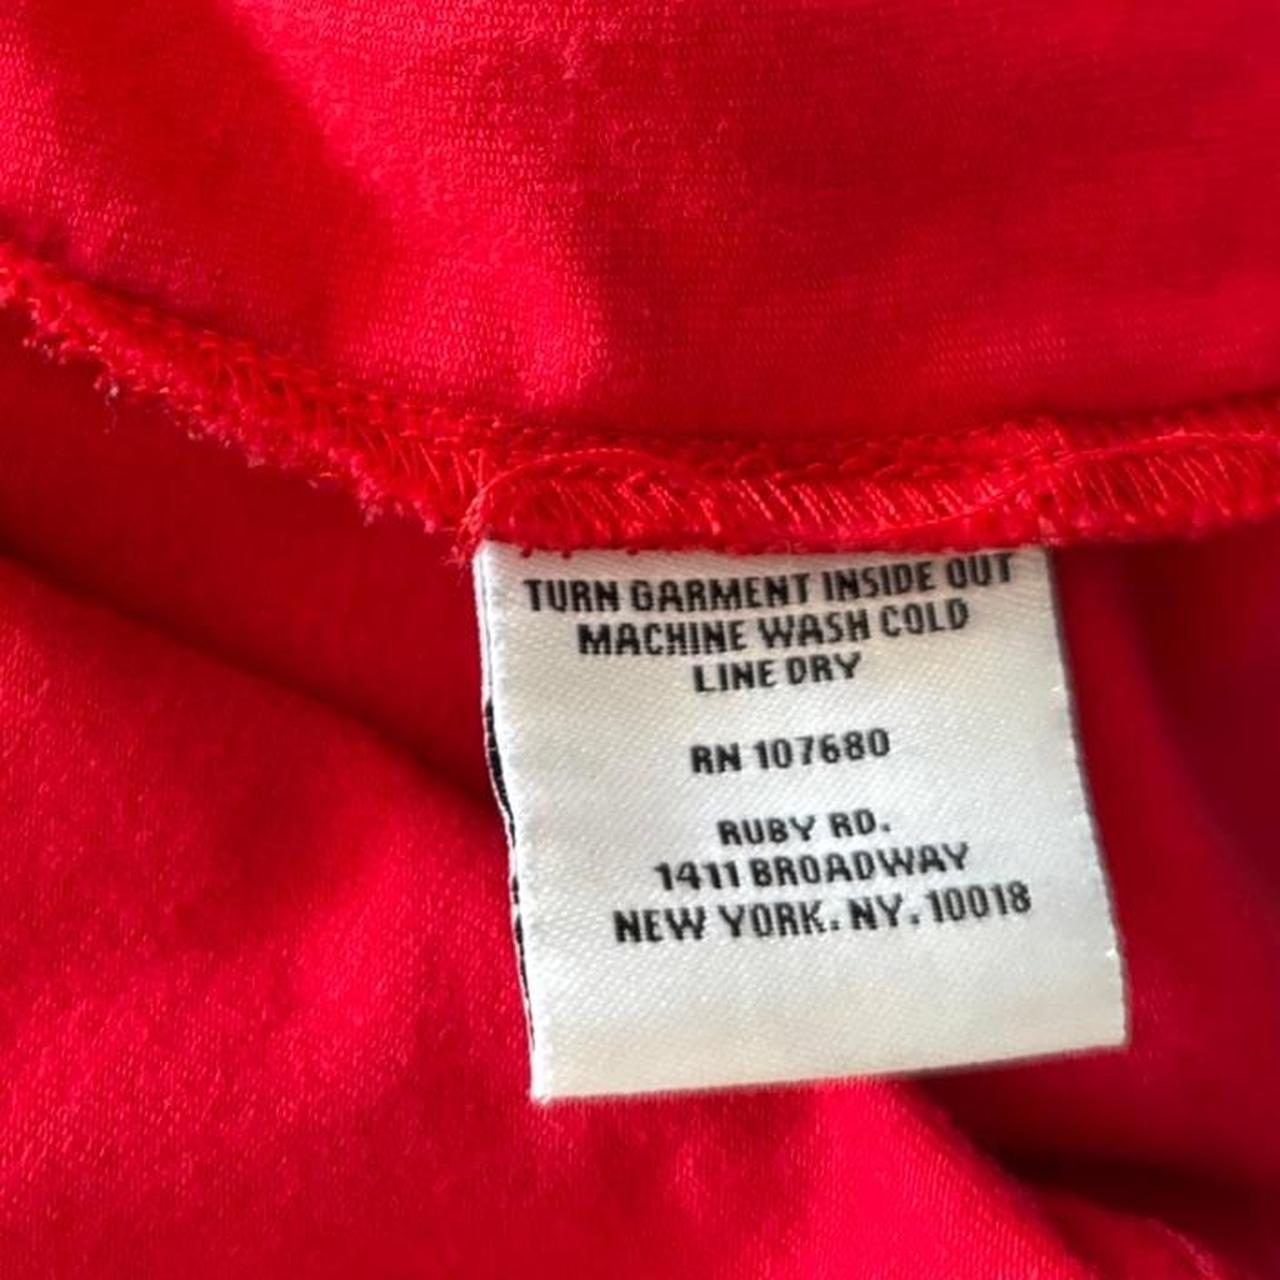 TURN GARMENT INSIDE OUT
MACHINE WASH COLD
LINE DRY
RN 107680
RUBY RD.
1411 BROADWAY
NEW YORK. NY. 10018